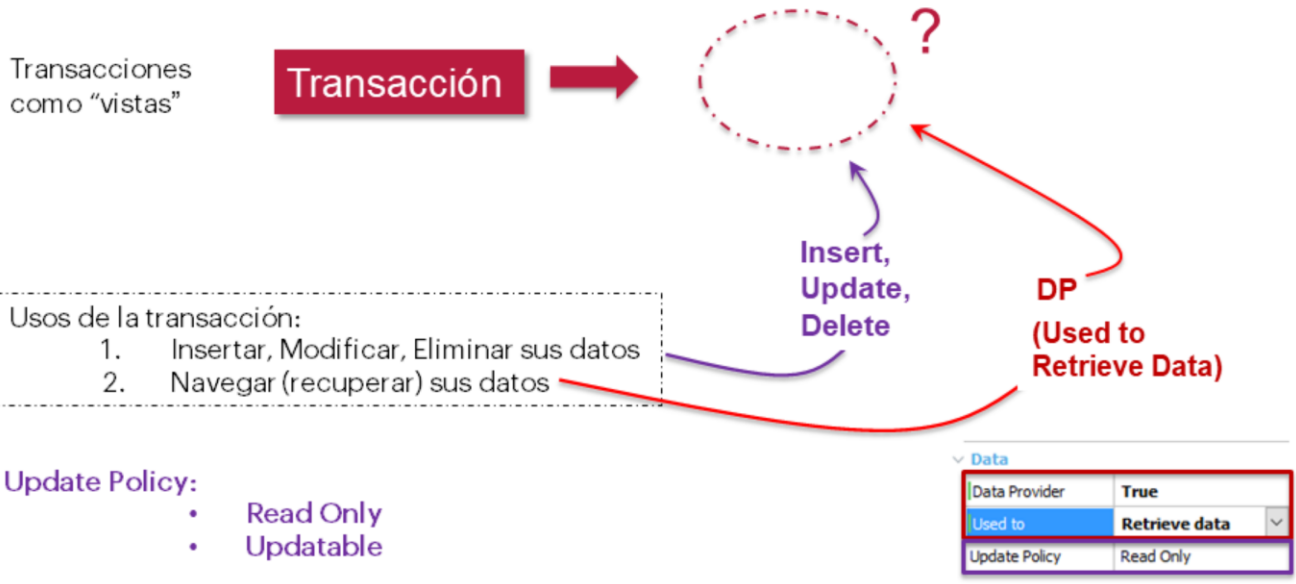 Transacciones
como “vistas”
Transacción
?
Insert,
Update,
Delete
DP
(Used to
Retrieve Data)
Usos de la transacción:
1. Insertar, Modificar, Eliminar sus datos
2. Navegar (recuperar) sus datos
Update Policy:
• Read Only
• Updatable
Data
Data Provider True
Used to Retrieve data
Update Policy Read Only